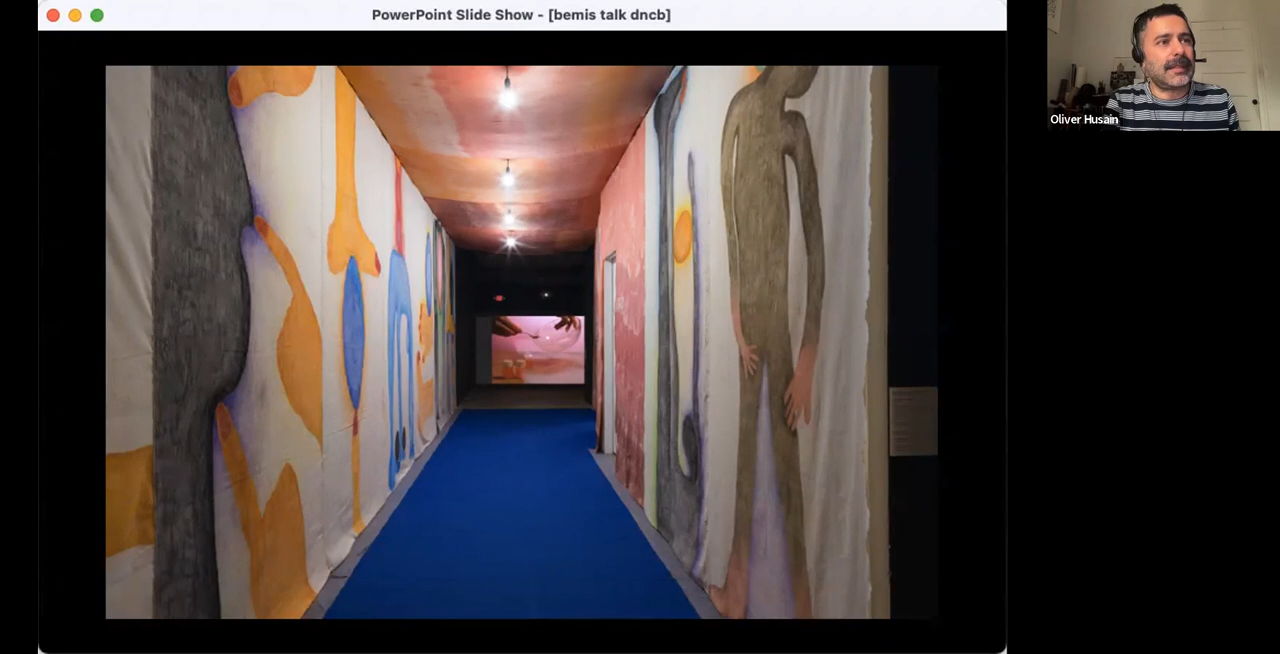 PowerPoint Slide Show - [bemis talk dncb]
Oliver Husain